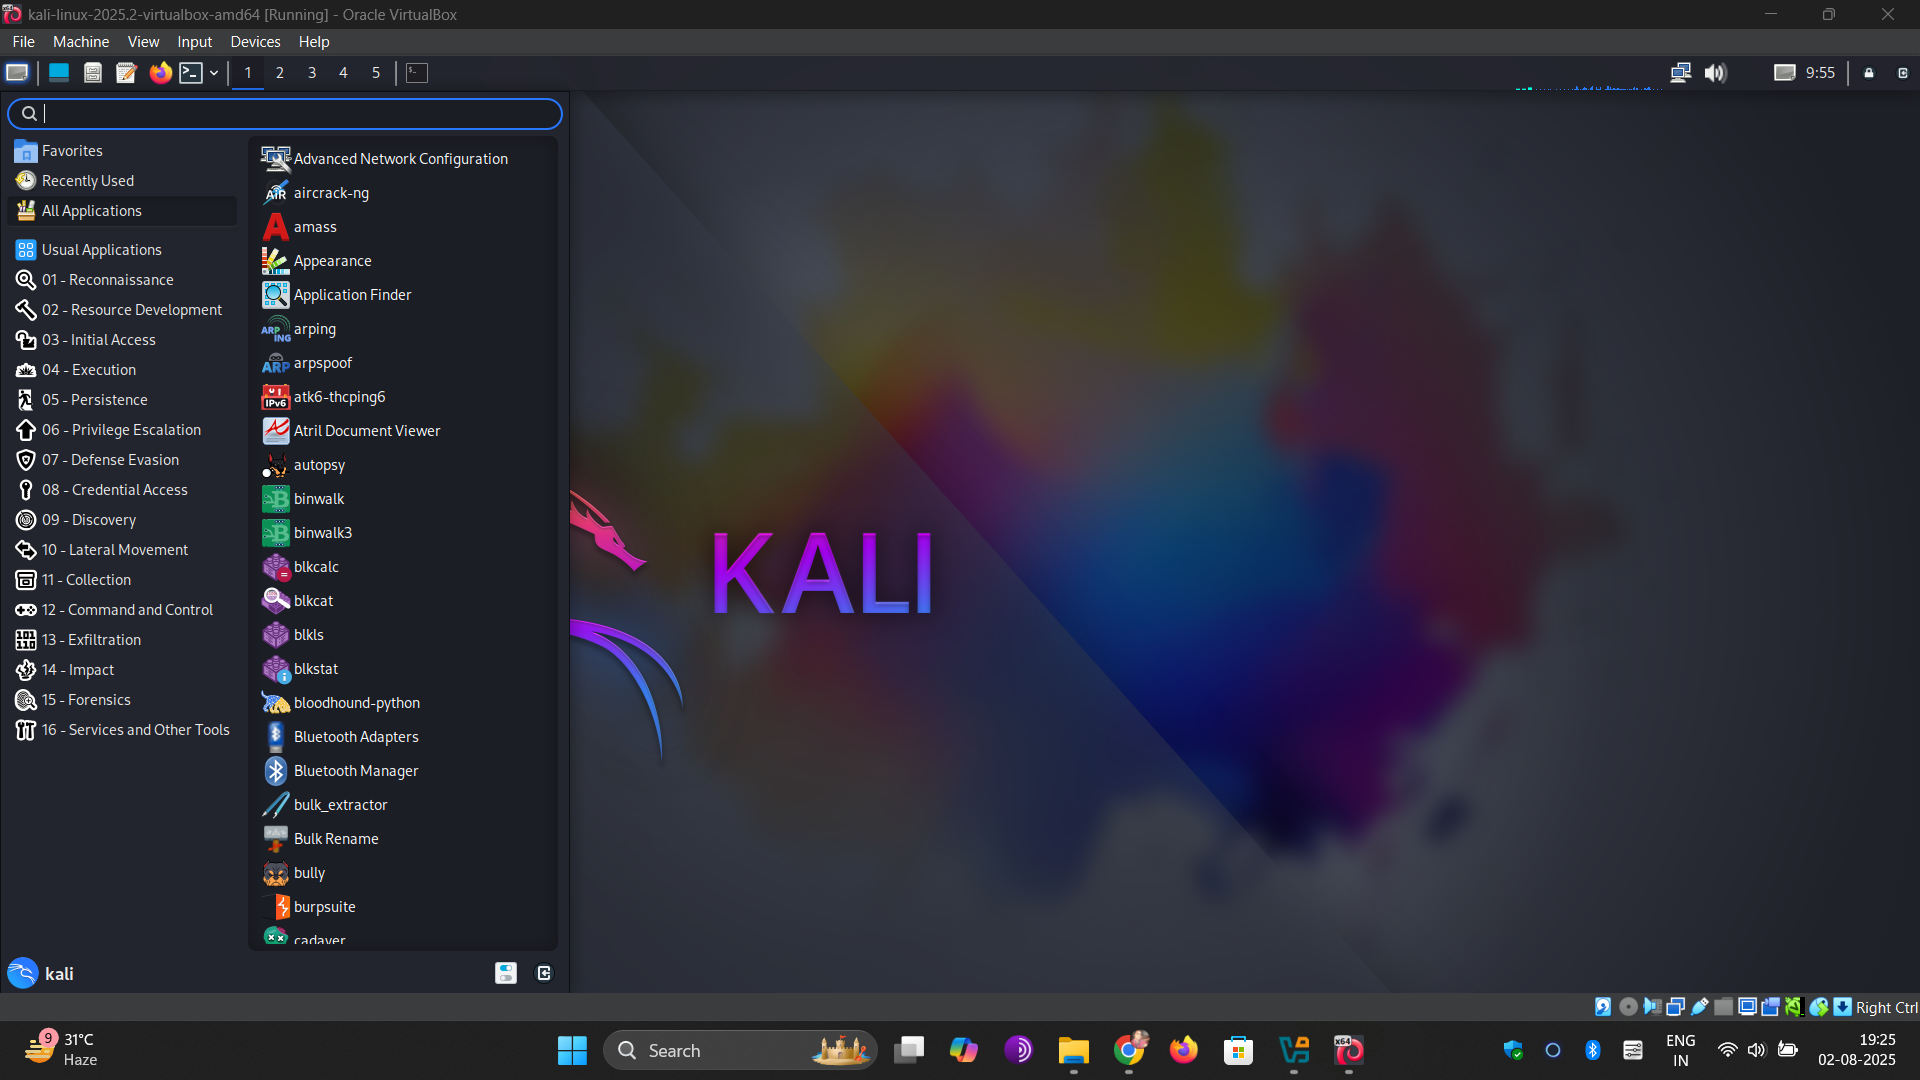 kali-linux-2025.2-virtualbox-amd64 [Running] - Oracle VirtualBox
File Machine View Input Devices Help
1 2 3 4 5
9:55
Favorites
Recently Used
All Applications
Usual Applications
01 - Reconnaissance
02 - Resource Development
03 - Initial Access
04 - Execution
05 - Persistence
06 - Privilege Escalation
07 - Defense Evasion
08 - Credential Access
09 - Discovery
10 - Lateral Movement
11 - Collection
12 - Command and Control
13 - Exfiltration
14 - Impact
15 - Forensics
16 - Services and Other Tools
Advanced Network Configuration
aircrack-ng
amass
Appearance
Application Finder
arping
arpspoof
atk6-thcping6
Atril Document Viewer
autopsy
binwalk
binwalk3
blkcalc
blkcat
blkls
blkstat
bloodhound-python
Bluetooth Adapters
Bluetooth Manager
bulk_extractor
Bulk Rename
bully
burpsuite
cadaver
kali
KALI
Right Ctrl
9
31°C
Haze
Search
ENG
IN
19:25
02-08-2025